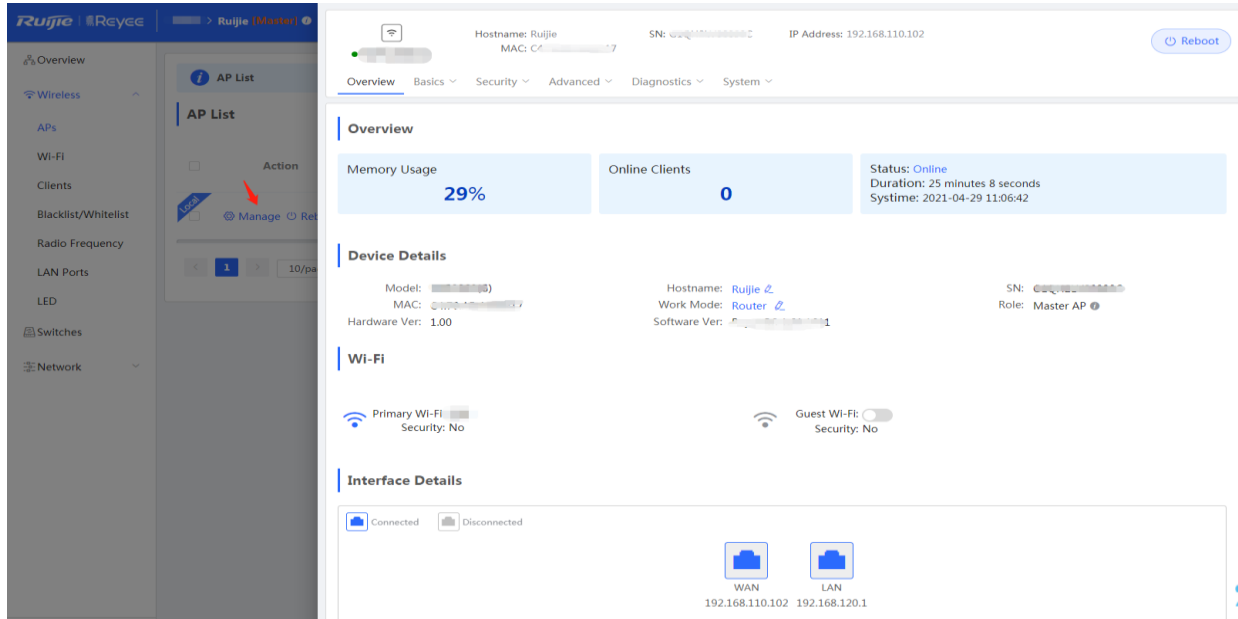 Ruijie | Reyee > Ruijie [Master]
Overview
Wireless
APs
Wi-Fi
Clients
Blacklist/Whitelist
Radio Frequency
LAN Ports
LED
Switches
Network
AP List
AP List
Action
Local
Manage Reb
1 10/pa
Hostname: Ruijie SN: IP Address: 192.168.110.102
MAC:
Reboot
Overview Basics Security Advanced Diagnostics System
Overview
Memory Usage
29%
Online Clients
0
Status: Online
Duration: 25 minutes 8 seconds
Systime: 2021-04-29 11:06:42
Device Details
Model: Hostname: Ruijie SN:
MAC: Work Mode: Router Role: Master AP
Hardware Ver: 1.00 Software Ver:
Wi-Fi
Primary Wi-Fi
Security: No
Guest Wi-Fi:
Security: No
Interface Details
Connected Disconnected
WAN LAN
192.168.110.102 192.168.120.1